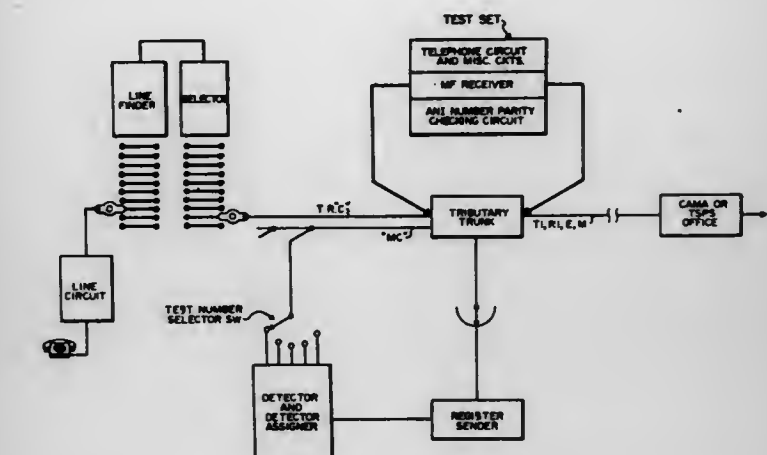 TEST SET
TELEPHONE CIRCUIT
AND MISC. CKTS.
MF RECEIVER
ANI NUMBER PARITY
CHECKING CIRCUIT
LINE
FINDER
SELECTOR
T R "C"
"MC"
TRIBUTARY
TRUNK
T1, R1, E, M
CAMA OR
TSPS
OFFICE
LINE
CIRCUIT
TEST NUMBER
SELECTOR SW
DETECTOR
AND
DETECTOR
ASSIGNER
REGISTER
SENDER